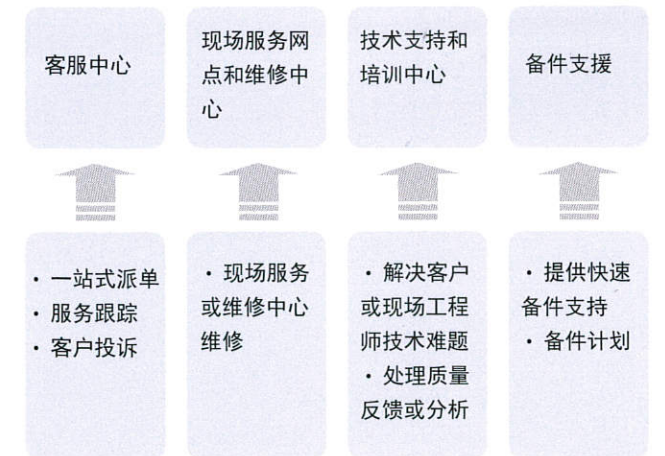 客服中心
现场服务网
点和维修中
心
技术支持和
培训中心
备件支援
· 一站式派单
· 服务跟踪
· 客户投诉
· 现场服务
或维修中心
维修
· 解决客户
或现场工程
师技术难题
· 处理质量
反馈或分析
· 提供快速
备件支持
· 备件计划